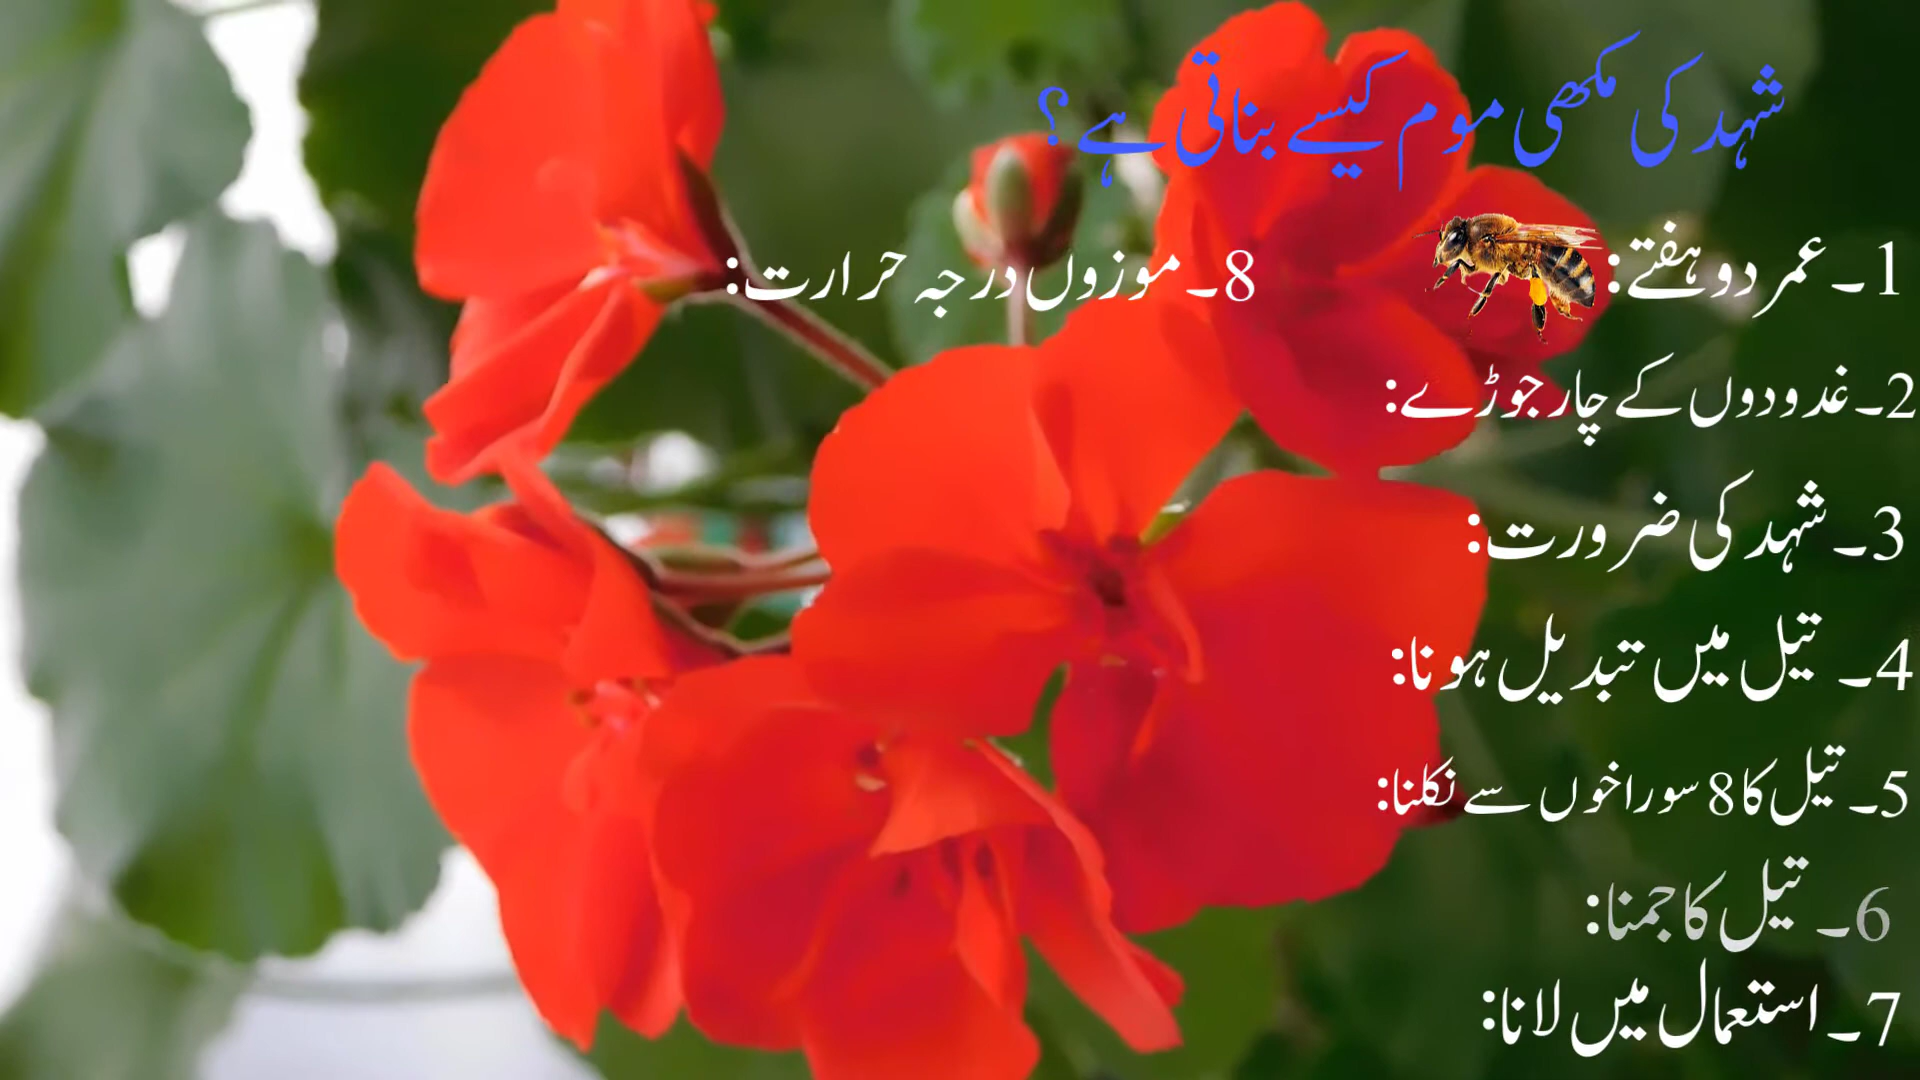 شہد کی مکھی موم کیسے بناتی ہے؟
1۔ عمر دو ہفتے:
2۔ غدودوں کے چار جوڑے:
3۔ شہد کی ضرورت:
4۔ تیل میں تبدیل ہونا:
5۔ تیل کا 8 سوراخوں سے نکلنا:
6۔ تیل کا جمنا:
7۔ استعمال میں لانا:
8۔ موزوں درجہ حرارت: